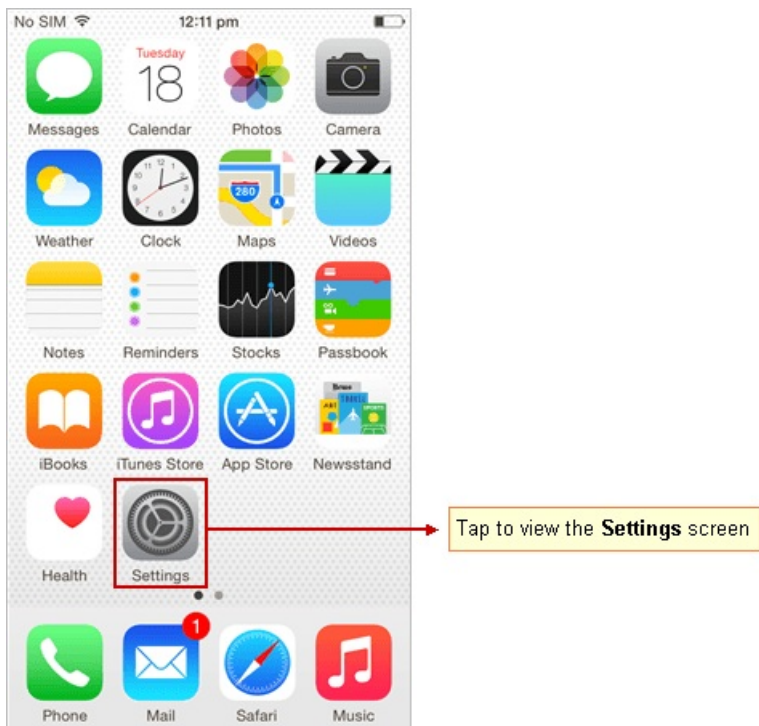 No SIM 12:11 pm
Tuesday
18
Messages Calendar Photos Camera
280
Weather Clock Maps Videos
Notes Reminders Stocks Passbook
iBooks iTunes Store App Store Newsstand
Health Settings
Tap to view the Settings screen
1
Phone Mail Safari Music